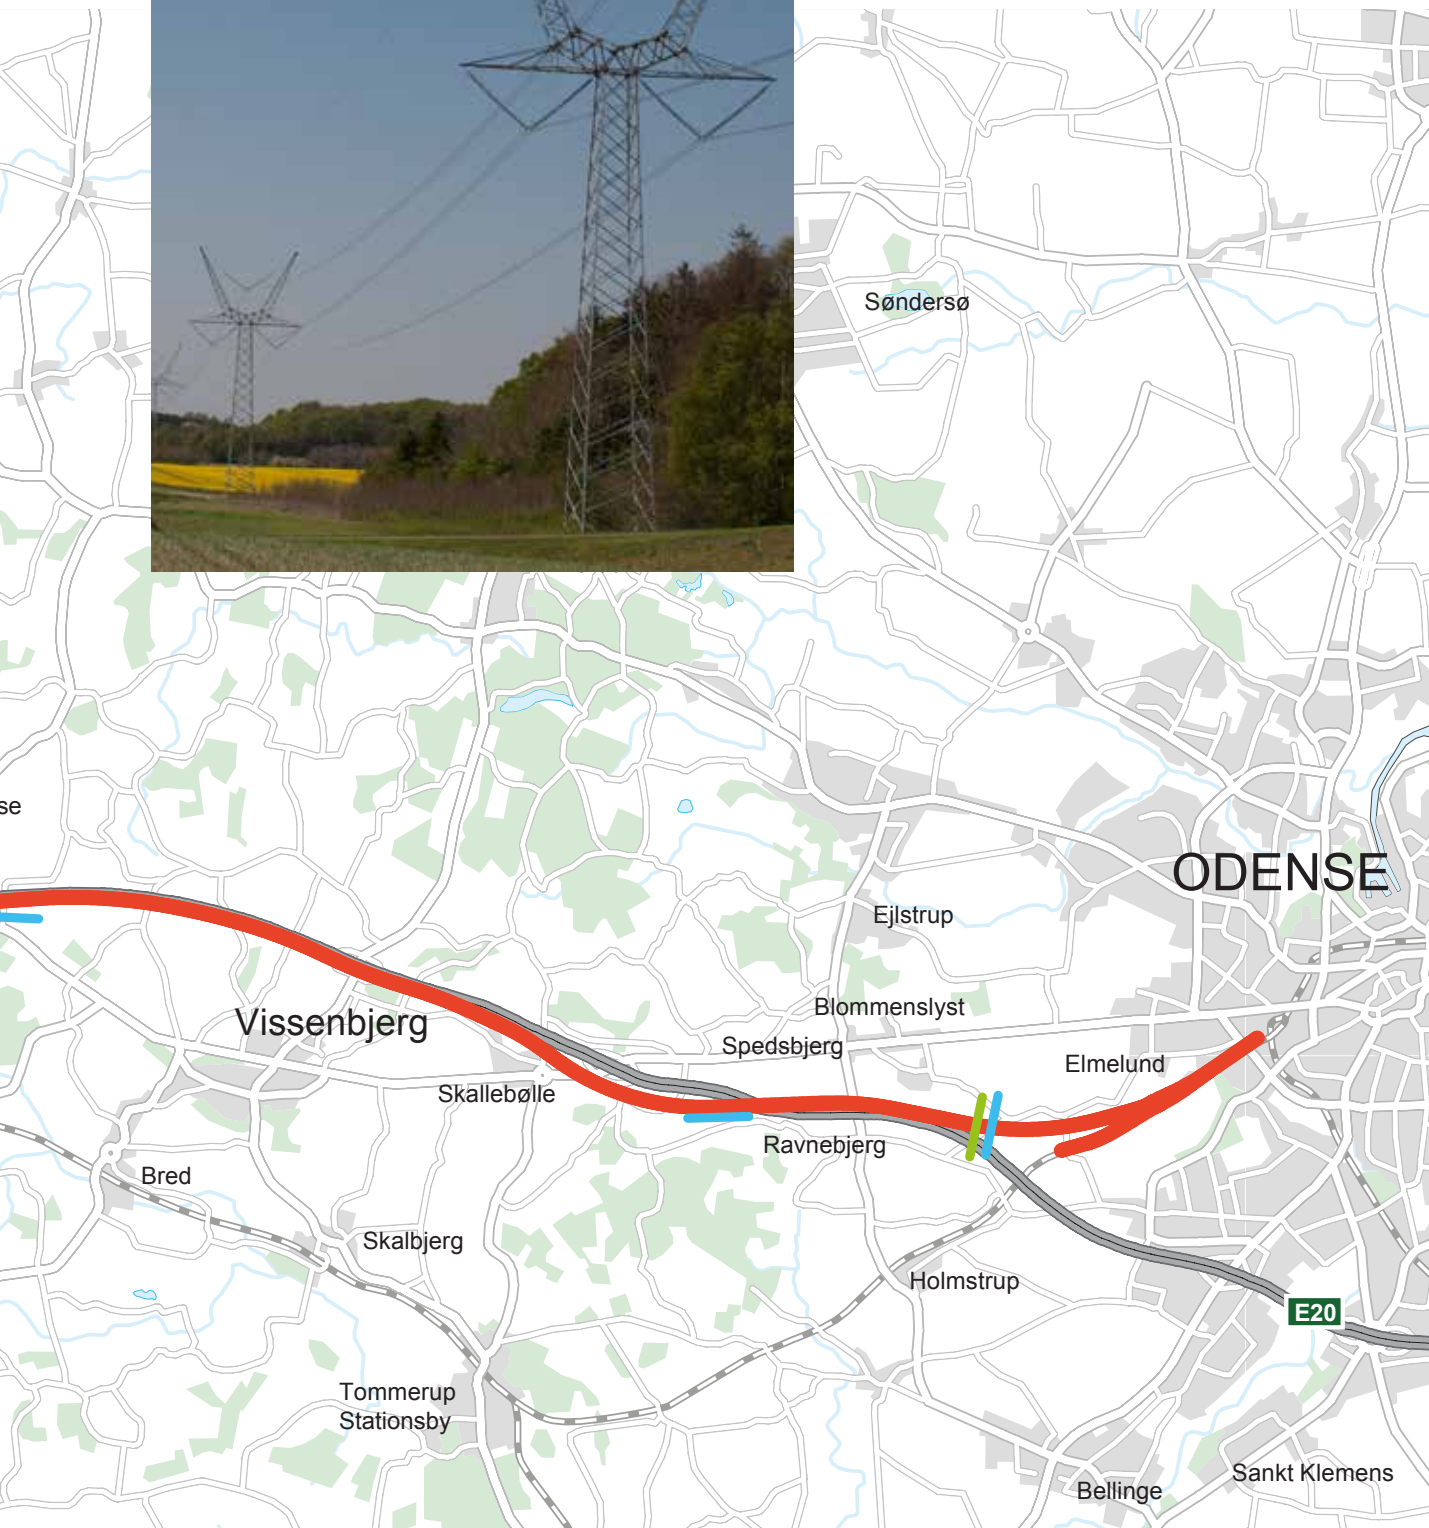 Søndersø
se
ODENSE
Ejlstrup
Blommenslyst
Vissenbjerg
Spedsbjerg
Elmelund
Skallebølle
Ravnebjerg
Bred
Skalbjerg
Holmstrup
E20
Tommerup
Stationsby
Sankt Klemens
Bellinge